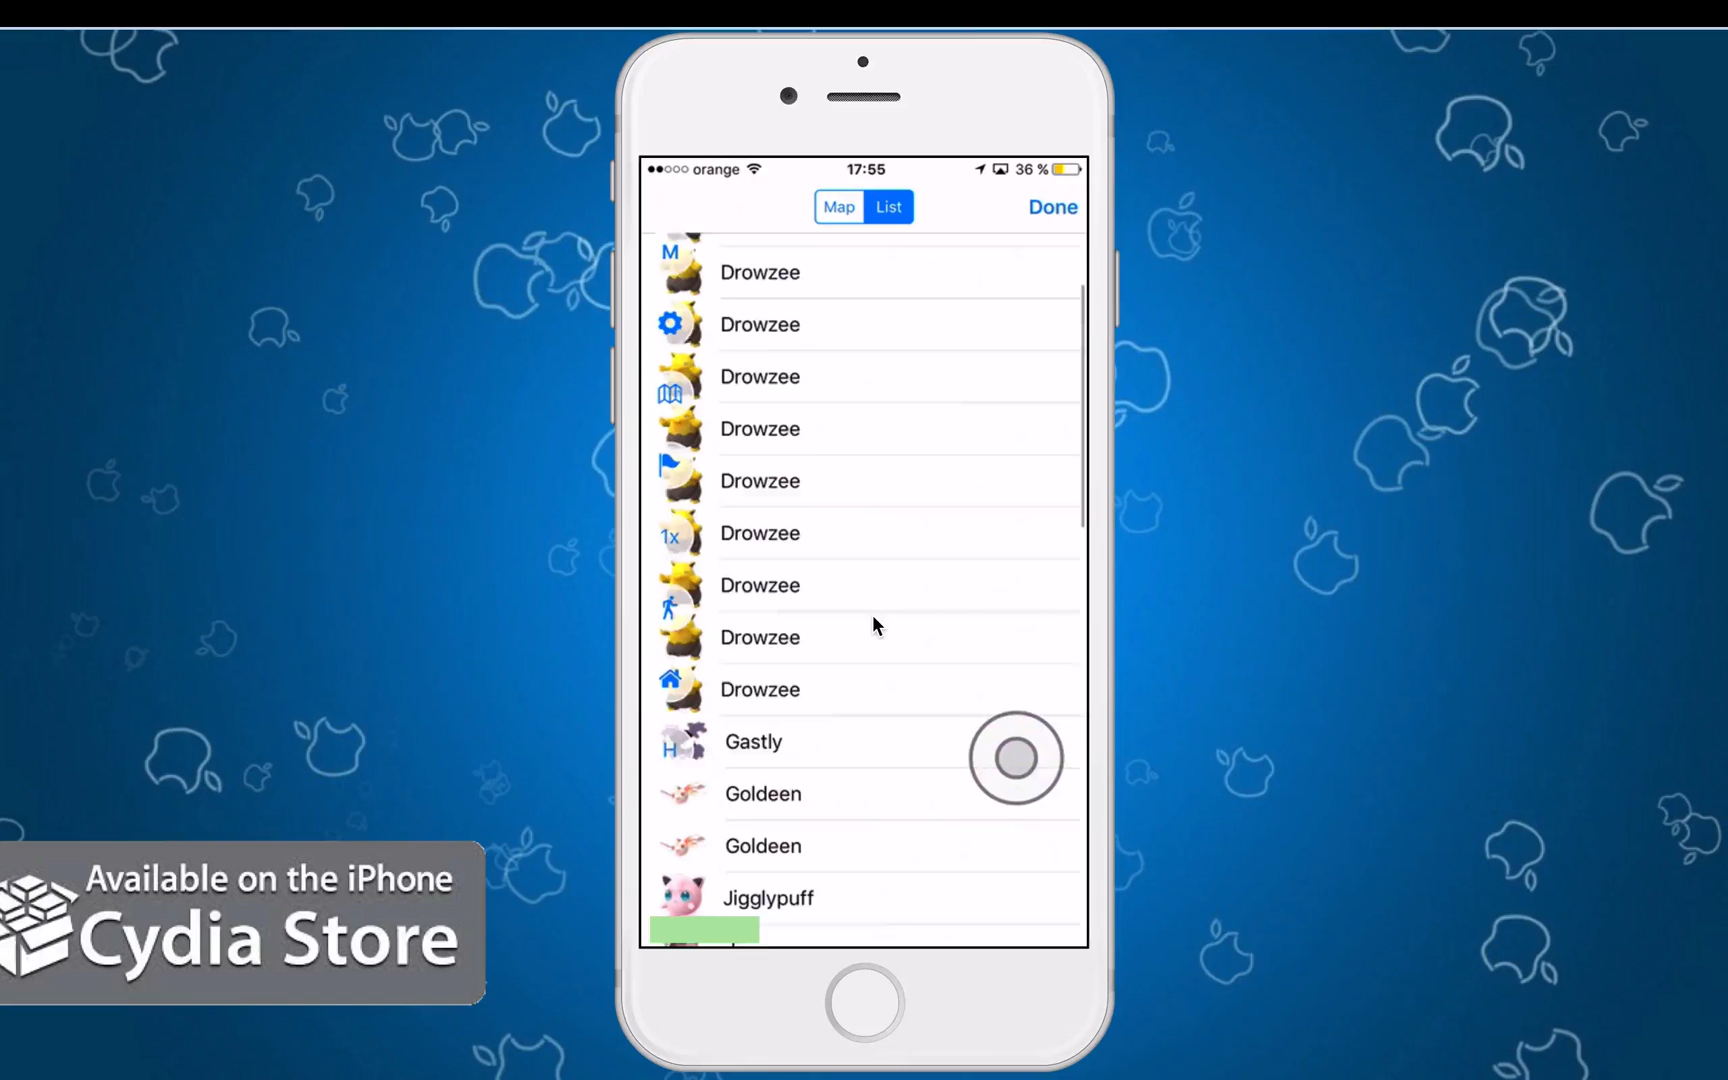 orange 17:55 36 %
Map List Done
M
Drowzee
Drowzee
Drowzee
Drowzee
Drowzee
1x Drowzee
Drowzee
Drowzee
Drowzee
H Gastly
Goldeen
Goldeen
Jigglypuff
Available on the iPhone
Cydia Store